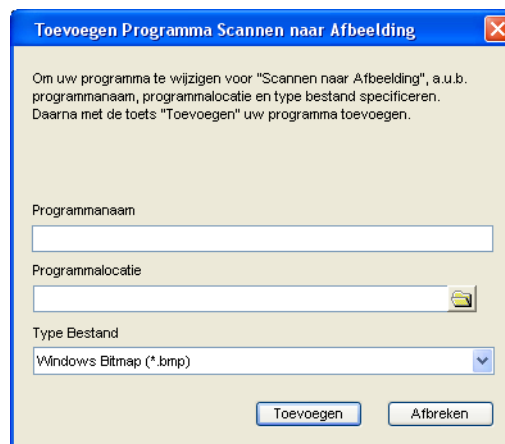 Toevoegen Programma Scannen naar Afbeelding
Om uw programma te wijzigen voor "Scannen naar Afbeelding", a.u.b.
programmanaam, programmalocatie en type bestand specificeren.
Daarna met de toets "Toevoegen" uw programma toevoegen.
Programmanaam
Programmalocatie
Type Bestand
Windows Bitmap (*.bmp)
Toevoegen Afbreken